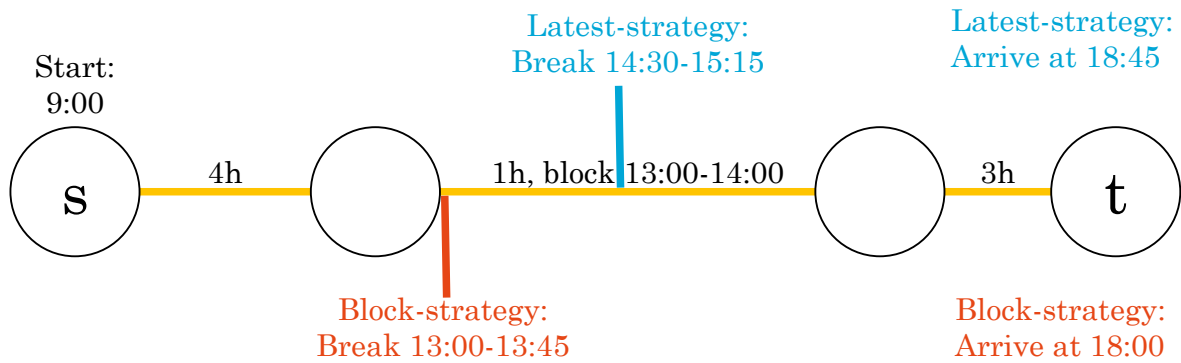 Latest-strategy:
Break 14:30-15:15
Latest-strategy:
Arrive at 18:45
Start:
9:00
s
4h
1h, block 13:00-14:00
3h
t
Block-strategy:
Break 13:00-13:45
Block-strategy:
Arrive at 18:00